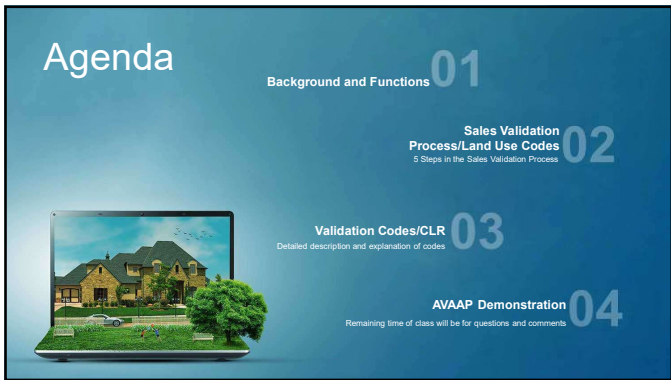 Agenda
Background and Functions 01
Sales Validation
Process/Land Use Codes
5 Steps in the Sales Validation Process
02
Validation Codes/CLR
Detailed description and explanation of codes
03
AVAAP Demonstration
Remaining time of class will be for questions and comments
04